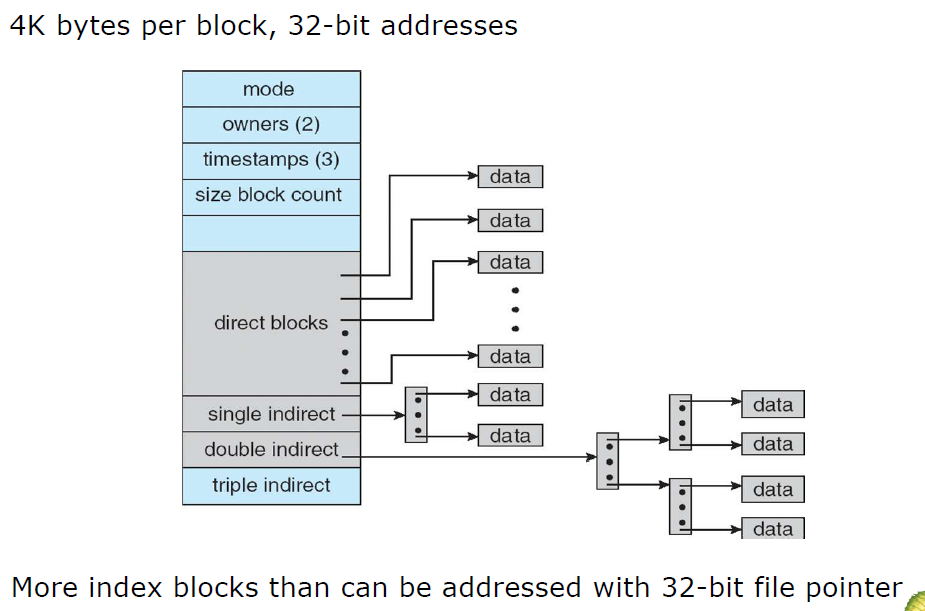 4K bytes per block, 32-bit addresses
mode
owners (2)
timestamps (3)
size block count
direct blocks
single indirect
double indirect
triple indirect
data
data
data
data
data
data
data
data
data
data
More index blocks than can be addressed with 32-bit file pointer